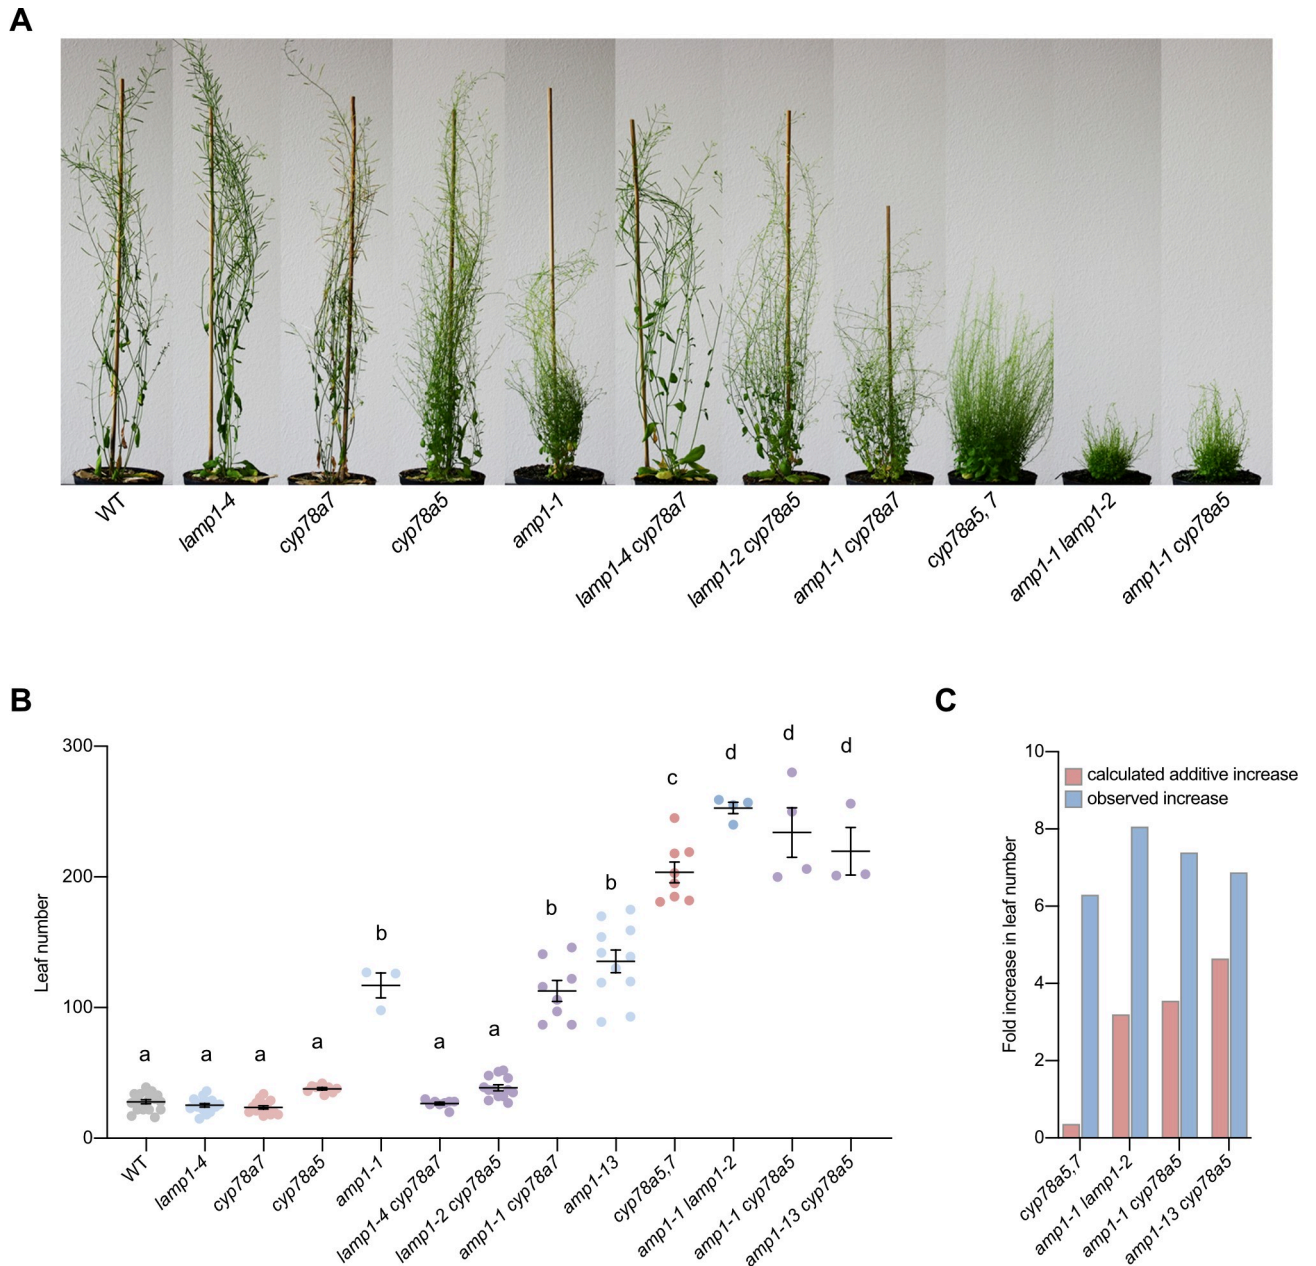 A
WT
lamp1-4
cyp78a7
cyp78a5
amp1-1
lamp1-4 cyp78a7
lamp1-2 cyp78a5
amp1-1 cyp78a7
cyp78a5, 7
amp1-1 lamp1-2
amp1-1 cyp78a5
B
Leaf number
300
200
100
0
a
a
a
a
b
a
a
b
b
c
d
d
d
WT
lamp1-4
cyp78a7
cyp78a5
amp1-1
lamp1-4 cyp78a7
lamp1-2 cyp78a5
amp1-1 cyp78a7
amp1-13
cyp78a5,7
amp1-1 lamp1-2
amp1-1 cyp78a5
amp1-13 cyp78a5
C
Fold increase in leaf number
10
8
6
4
2
0
calculated additive increase
observed increase
cyp78a5,7
amp1-1 lamp1-2
amp1-1 cyp78a5
amp1-13 cyp78a5